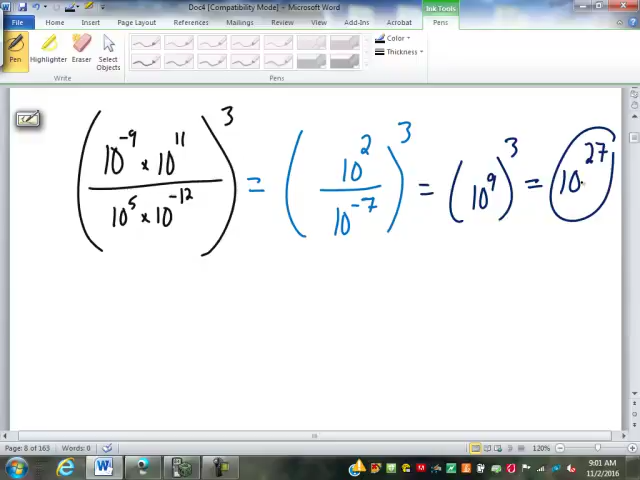 Doc4 [Compatibility Mode] - Microsoft Word
Ink Tools
File Home Insert Page Layout References Mailings Review View Add-Ins Acrobat Pens
Pen Highlighter Eraser Select Objects
Color
Thickness
Write Pens
(10^-9 × 10^11 / 10^5 × 10^-12)^3 = (10^2 / 10^-7)^3 = (10^9)^3 = 10^27
Page: 8 of 163 Words: 0 120%
9:01 AM
11/2/2016